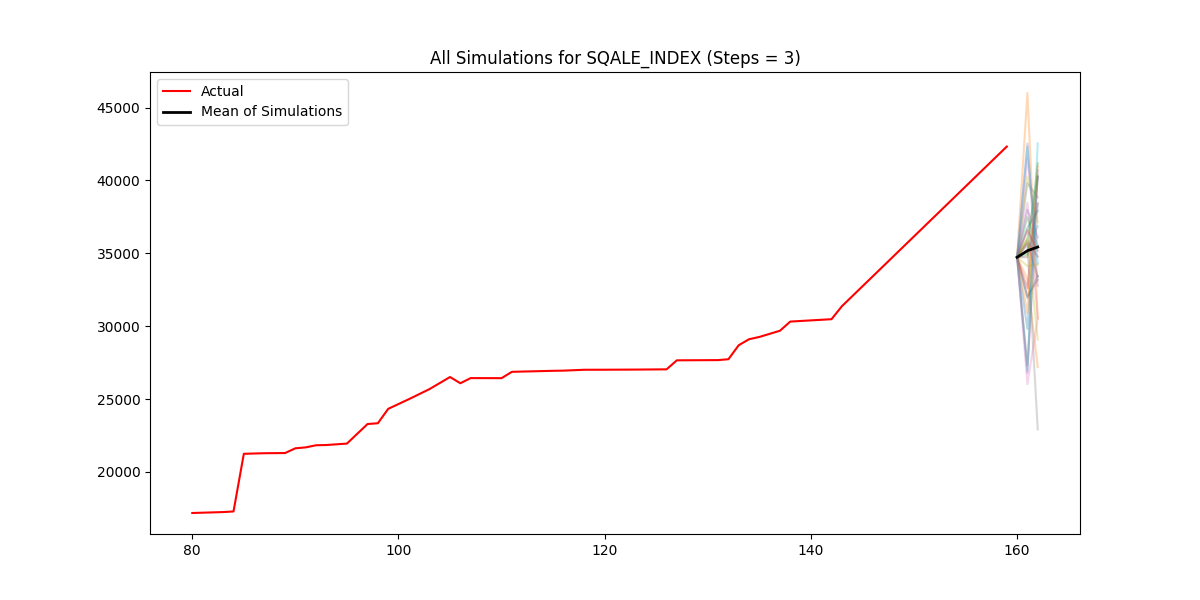 All Simulations for SQALE_INDEX (Steps = 3)
Actual
Mean of Simulations
45000
40000
35000
30000
25000
20000
80 100 120 140 160